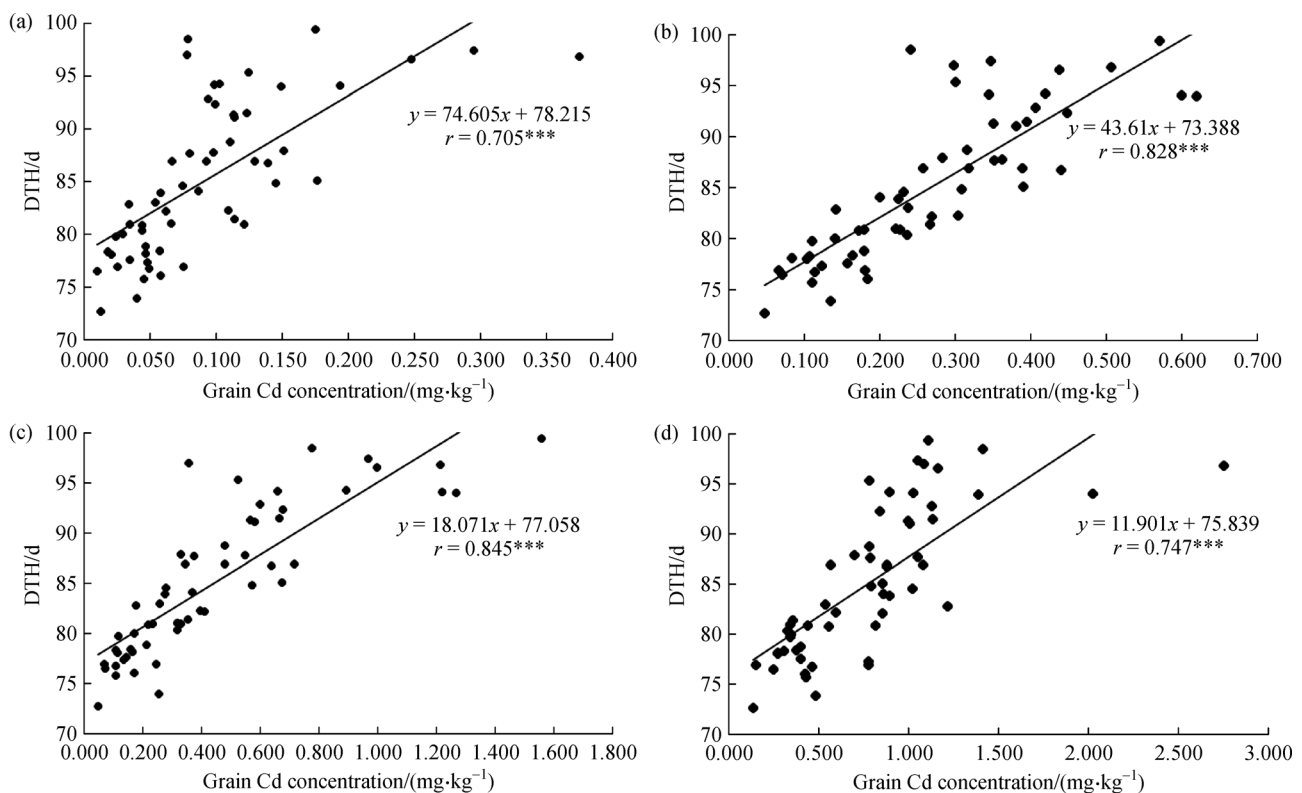 (a)
100
95
90
85
80
75
70
DTH/d
y = 74.605x + 78.215
r = 0.705***
0.000 0.050 0.100 0.150 0.200 0.250 0.300 0.350 0.400
Grain Cd concentration/(mg·kg⁻¹)
(b)
100
95
90
85
80
75
70
DTH/d
y = 43.61x + 73.388
r = 0.828***
0.000 0.100 0.200 0.300 0.400 0.500 0.600 0.700
Grain Cd concentration/(mg·kg⁻¹)
(c)
100
95
90
85
80
75
70
DTH/d
y = 18.071x + 77.058
r = 0.845***
0.000 0.200 0.400 0.600 0.800 1.000 1.200 1.400 1.600 1.800
Grain Cd concentration/(mg·kg⁻¹)
(d)
100
95
90
85
80
75
70
DTH/d
y = 11.901x + 75.839
r = 0.747***
0.000 0.500 1.000 1.500 2.000 2.500 3.000
Grain Cd concentration/(mg·kg⁻¹)